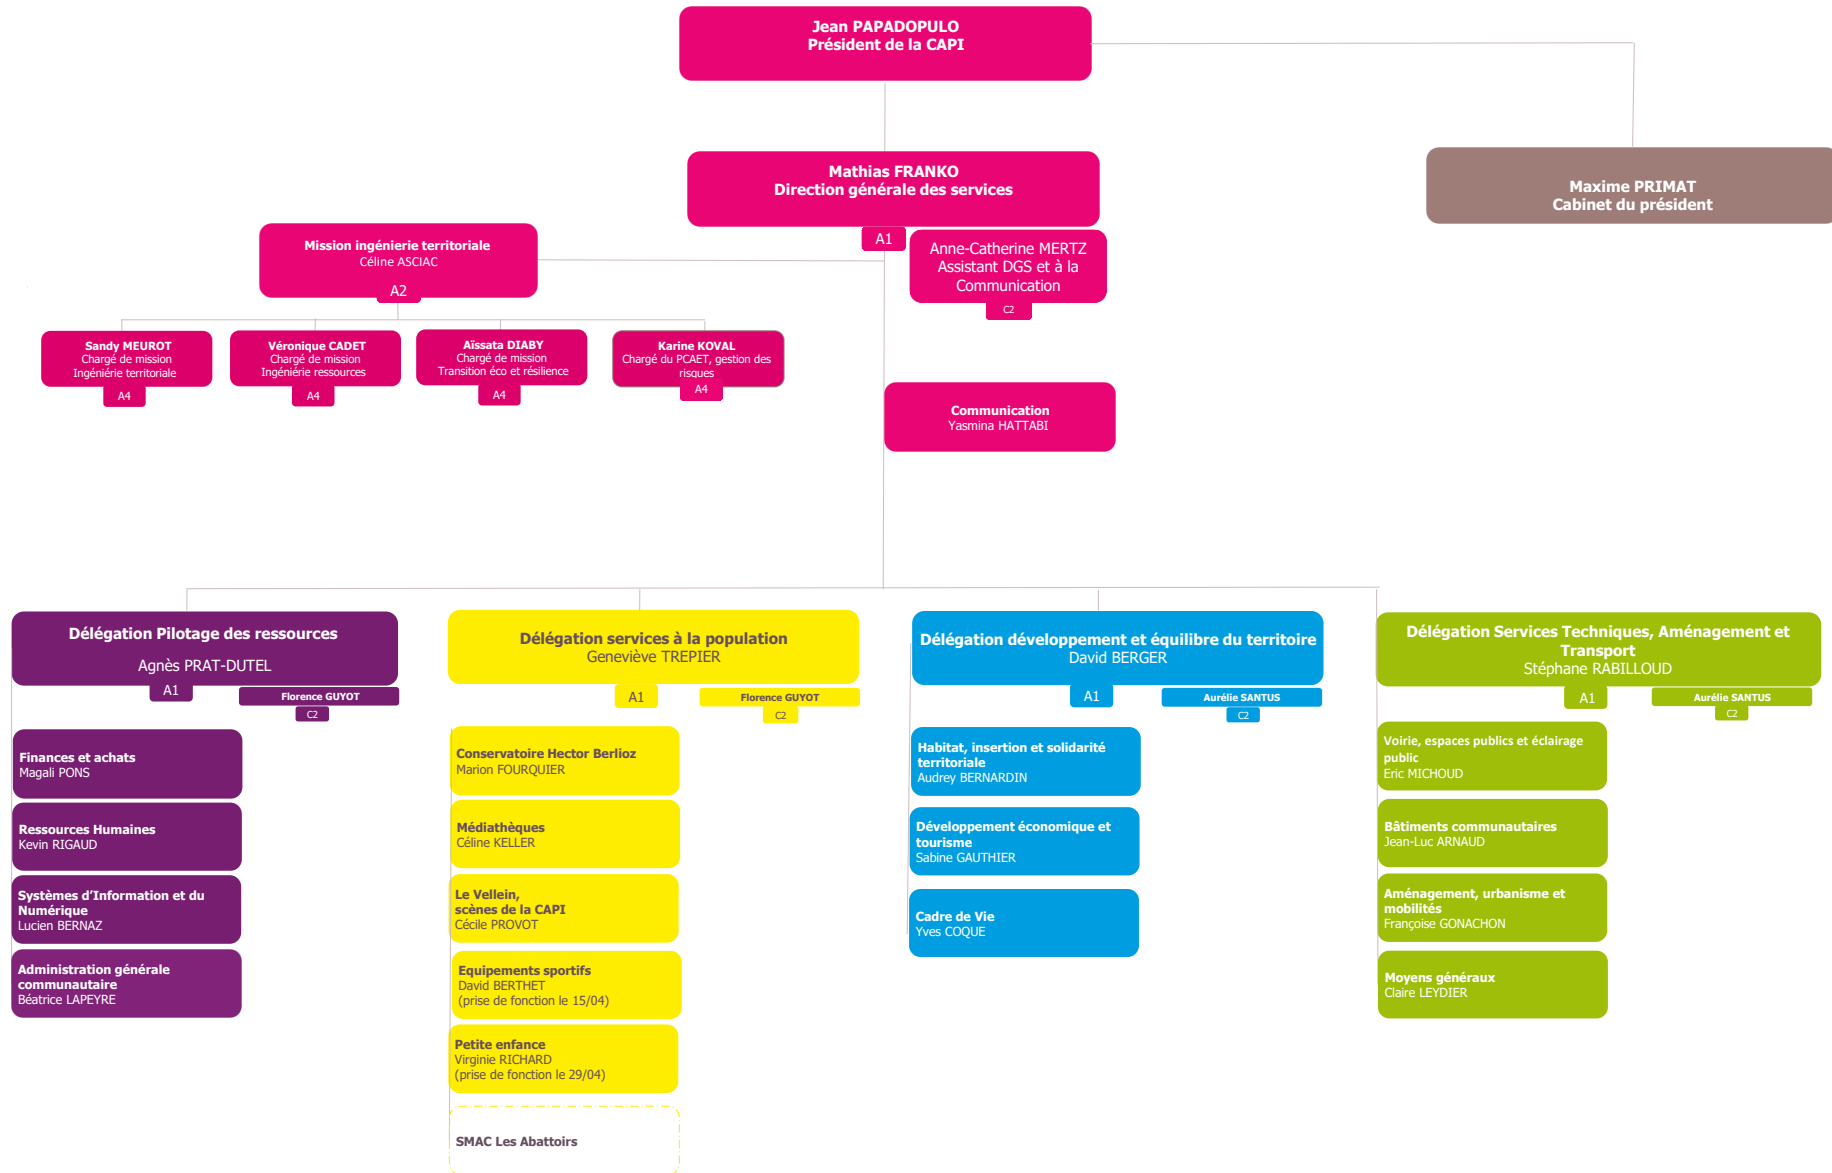 Jean PAPADOPULO
Président de la CAPI
Mathias FRANKO
Direction générale des services
A1
Maxime PRIMAT
Cabinet du président
Anne-Catherine MERTZ
Assistant DGS et à la
Communication
C2
Mission ingénierie territoriale
Céline ASCIAC
A2
Sandy MEUROT
Chargé de mission
Ingéniérie territoriale
A4
Véronique CADET
Chargé de mission
Ingéniérie ressources
A4
Aïssata DIABY
Chargé de mission
Transition éco et résilience
A4
Karine KOVAL
Chargé du PCAET, gestion des
risques
A4
Communication
Yasmina HATTABI
Délégation Pilotage des ressources
Agnès PRAT-DUTEL
A1
Florence GUYOT
C2
Finances et achats
Magali PONS
Ressources Humaines
Kevin RIGAUD
Systèmes d’Information et du
Numérique
Lucien BERNAZ
Administration générale
communautaire
Béatrice LAPEYRE
Délégation services à la population
Geneviève TREPIER
A1
Florence GUYOT
C2
Conservatoire Hector Berlioz
Marion FOURQUIER
Médiathèques
Céline KELLER
Le Vellein,
scènes de la CAPI
Cécile PROVOT
Equipements sportifs
David BERTHET
(prise de fonction le 15/04)
Petite enfance
Virginie RICHARD
(prise de fonction le 29/04)
SMAC Les Abattoirs
Délégation développement et équilibre du territoire
David BERGER
A1
Aurélie SANTUS
C2
Habitat, insertion et solidarité
territoriale
Audrey BERNARDIN
Développement économique et
tourisme
Sabine GAUTHIER
Cadre de Vie
Yves COQUE
Délégation Services Techniques, Aménagement et
Transport
Stéphane RABILLOUD
A1
Aurélie SANTUS
C2
Voirie, espaces publics et éclairage
public
Eric MICHOUD
Bâtiments communautaires
Jean-Luc ARNAUD
Aménagement, urbanisme et
mobilités
Françoise GONACHON
Moyens généraux
Claire LEYDIER